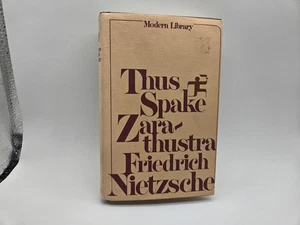 Modern Library
Thus
Spake
Zara-
thustra
Friedrich
Nietzsche